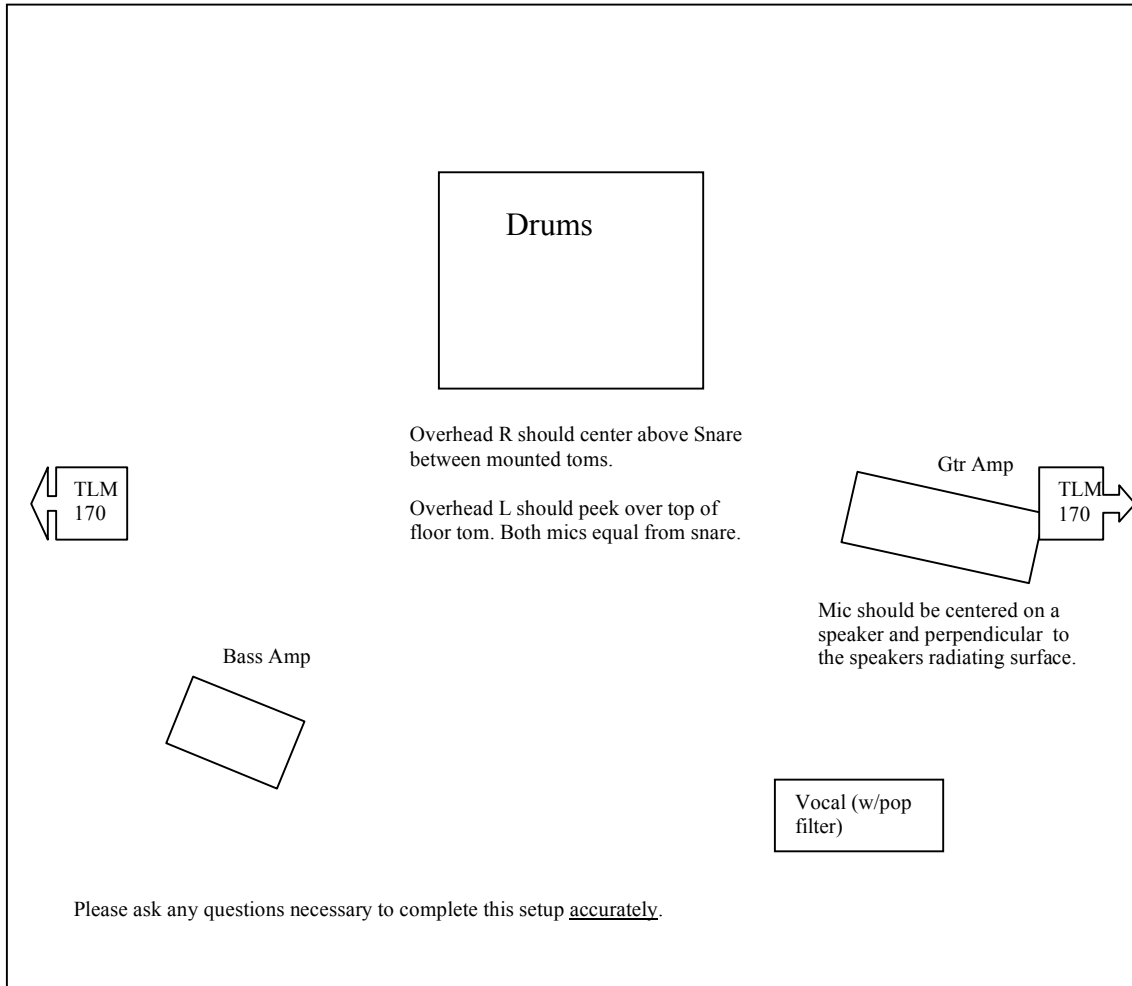 Drums
Overhead R should center above Snare
between mounted toms.
Overhead L should peek over top of
floor tom. Both mics equal from snare.
TLM
170
Gtr Amp
TLM
170
Mic should be centered on a
speaker and perpendicular  to
the speakers radiating surface.
Bass Amp
Vocal (w/pop
filter)
Please ask any questions necessary to complete this setup accurately.